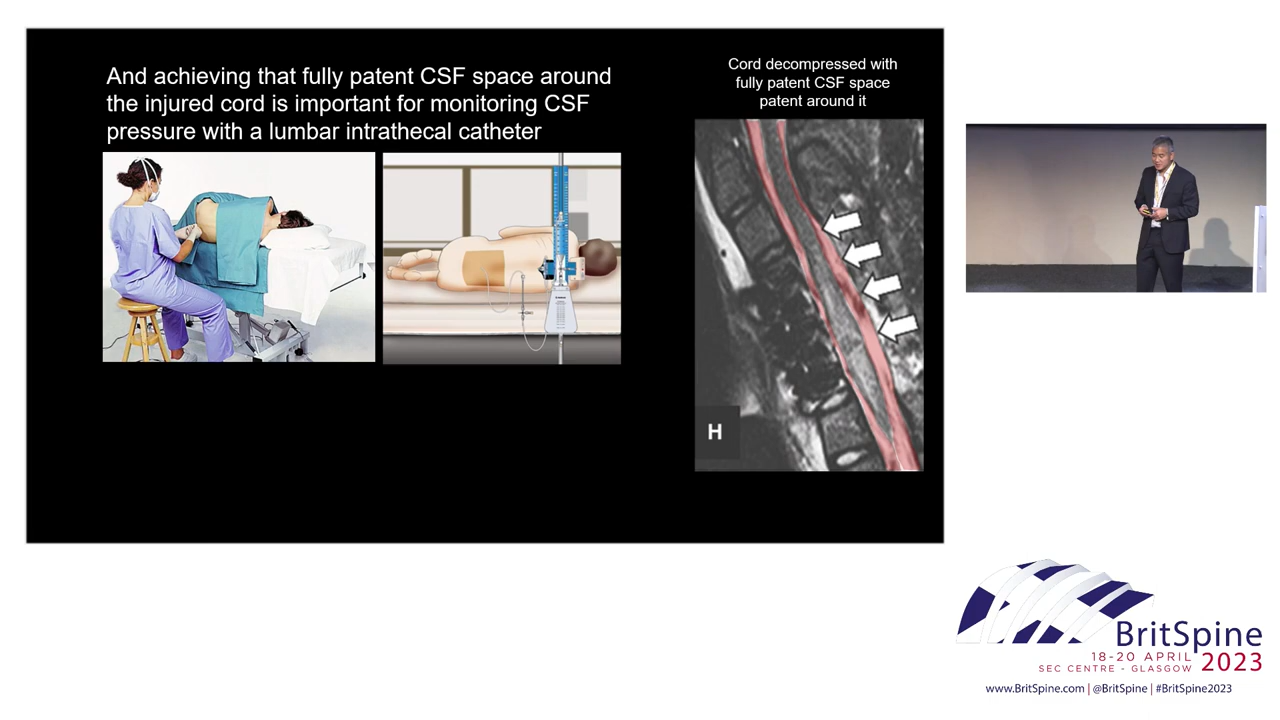 And achieving that fully patent CSF space around
the injured cord is important for monitoring CSF
pressure with a lumbar intrathecal catheter
Cord decompressed with
fully patent CSF space
patent around it
H
BritSpine
18-20 APRIL
SEC CENTRE - GLASGOW
2023
www.BritSpine.com | @BritSpine | #BritSpine2023